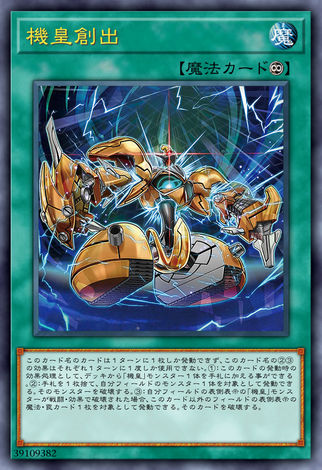 機皇創出
魔
【魔法カード∞】
このカード名のカードは１ターンに１枚しか発動できず、このカード名の②③
の効果はそれぞれ１ターンに１度しか使用できない。①：このカードの発動時の
効果処理として、デッキから「機皇」モンスター１体を手札に加える事ができる
。②：手札を１枚捨て、自分フィールドのモンスター１体を対象として発動でき
る。そのモンスターを破壊する。③：自分フィールドの表側表示の「機皇」モンス
ターが戦闘・効果で破壊された場合、このカード以外のフィールドの表側表示の
魔法・罠カード１枚を対象として発動できる。そのカードを破壊する。
39109382